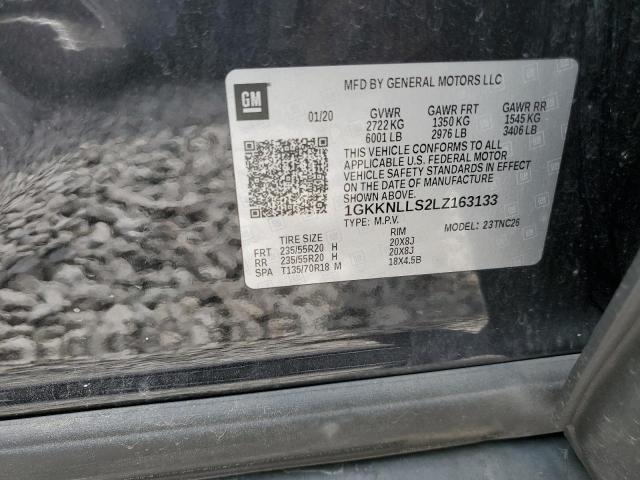 MFD BY GENERAL MOTORS LLC
GM
01/20 GVWR GAWR FRT GAWR RR
2722 KG 1350 KG 1545 KG
6001 LB 2976 LB 3406 LB
THIS VEHICLE CONFORMS TO ALL
APPLICABLE U.S. FEDERAL MOTOR
VEHICLE SAFETY STANDARDS IN EFFECT
ON THE DATE OF MANUFACTURE
SHOWN ABOVE.
1GKKNLLS2LZ163133
TYPE: M.P.V. MODEL: 23TNC26
TIRE SIZE RIM
FRT 235/55R20 H 20X8J
RR 235/55R20 H 20X8J
SPA T135/70R18 M 18X4.5B